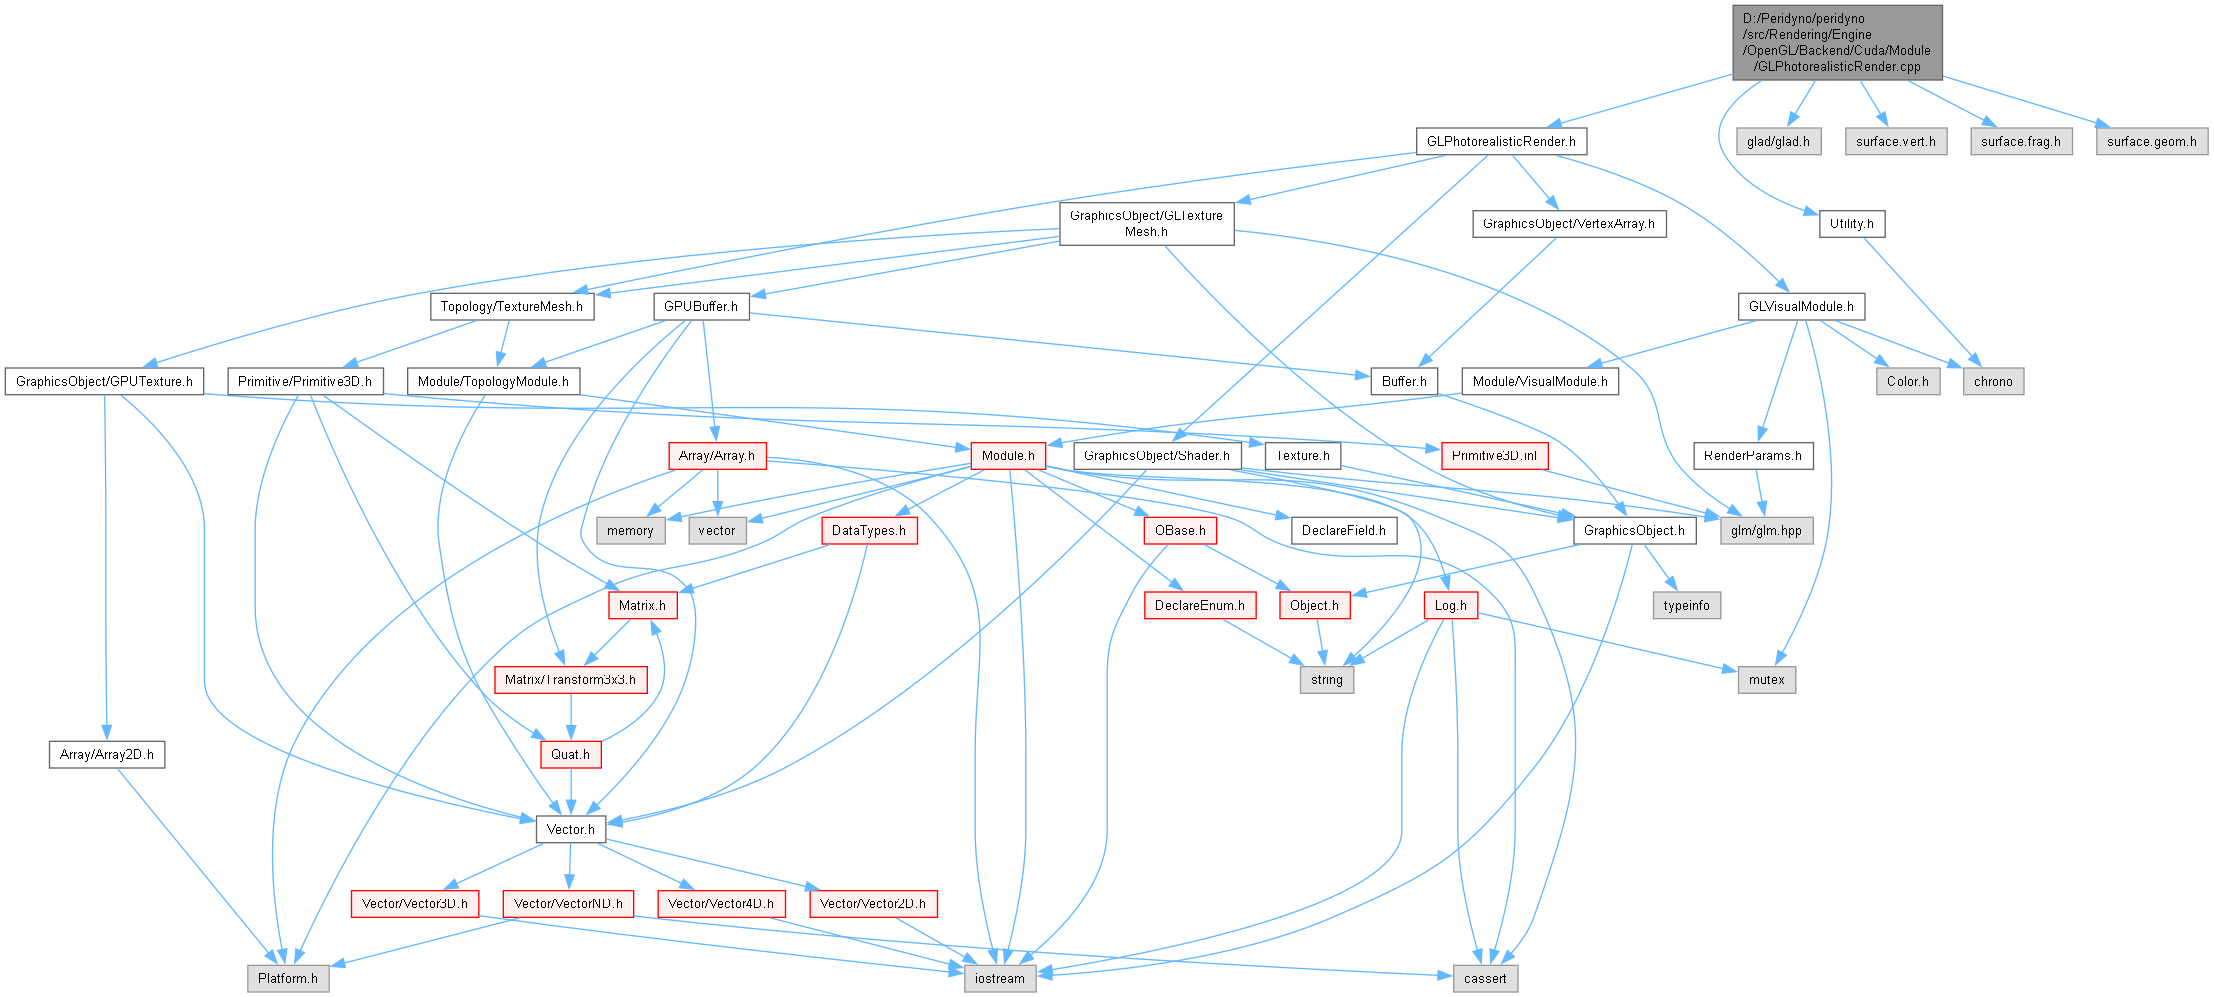 D:/Peridyno/peridyno
/src/Rendering/Engine
/OpenGL/Backend/Cuda/Module
/GLPhotorealisticRender.cpp
GLPhotorealisticRender.h
glad/glad.h
surface.vert.h
surface.frag.h
surface.geom.h
GraphicsObject/GLTexture
Mesh.h
GraphicsObject/VertexArray.h
Utility.h
Topology/TextureMesh.h
GPUBuffer.h
GLVisualModule.h
GraphicsObject/GPUTexture.h
Primitive/Primitive3D.h
Module/TopologyModule.h
Buffer.h
Module/VisualModule.h
Color.h
chrono
Array/Array.h
Module.h
GraphicsObject/Shader.h
Texture.h
Primitive3D.inl
RenderParams.h
memory
vector
DataTypes.h
OBase.h
DeclareField.h
GraphicsObject.h
glm/glm.hpp
Matrix.h
DeclareEnum.h
Object.h
Log.h
typeinfo
Matrix/Transform3x3.h
string
mutex
Array/Array2D.h
Quat.h
Vector.h
Vector/Vector3D.h
Vector/VectorND.h
Vector/Vector4D.h
Vector/Vector2D.h
Platform.h
iostream
cassert